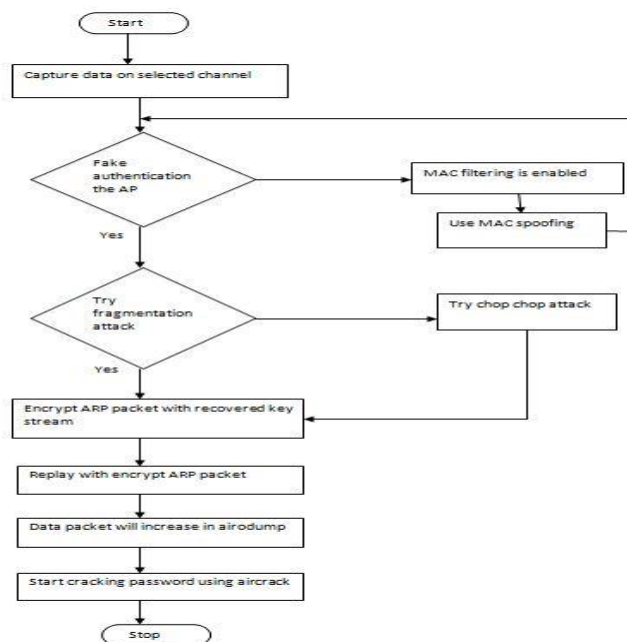 Start
Capture data on selected channel
Fake
authentication
the AP
MAC filtering is enabled
Use MAC spoofing
Yes
Try
fragmentation
attack
Try chop chop attack
Yes
Encrypt ARP packet with recovered key
stream
Replay with encrypt ARP packet
Data packet will increase in airodump
Start cracking password using aircrack
Stop